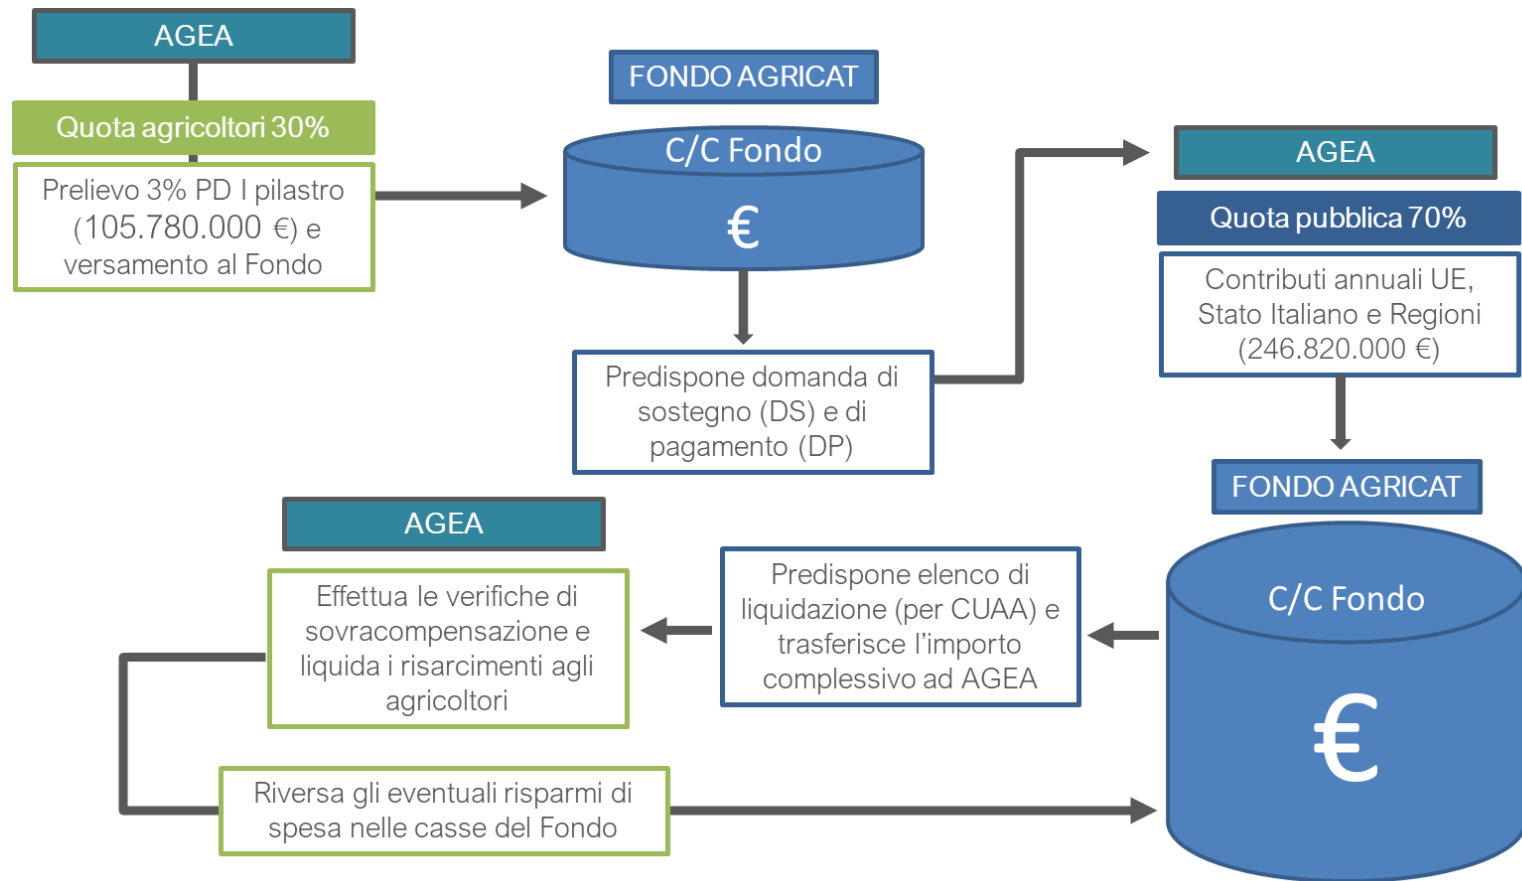 AGEA
Quota agricoltori 30%
Prelievo 3% PD I pilastro
(105.780.000 €) e
versamento al Fondo
FONDO AGRICAT
C/C Fondo
€
Predispone domanda di
sostegno (DS) e di
pagamento (DP)
AGEA
Quota pubblica 70%
Contributi annuali UE,
Stato Italiano e Regioni
(246.820.000 €)
FONDO AGRICAT
C/C Fondo
€
Predispone elenco di
liquidazione (per CUAA) e
trasferisce l’importo
complessivo ad AGEA
AGEA
Effettua le verifiche di
sovracompensazione e
liquida i risarcimenti agli
agricoltori
Riversa gli eventuali risparmi di
spesa nelle casse del Fondo